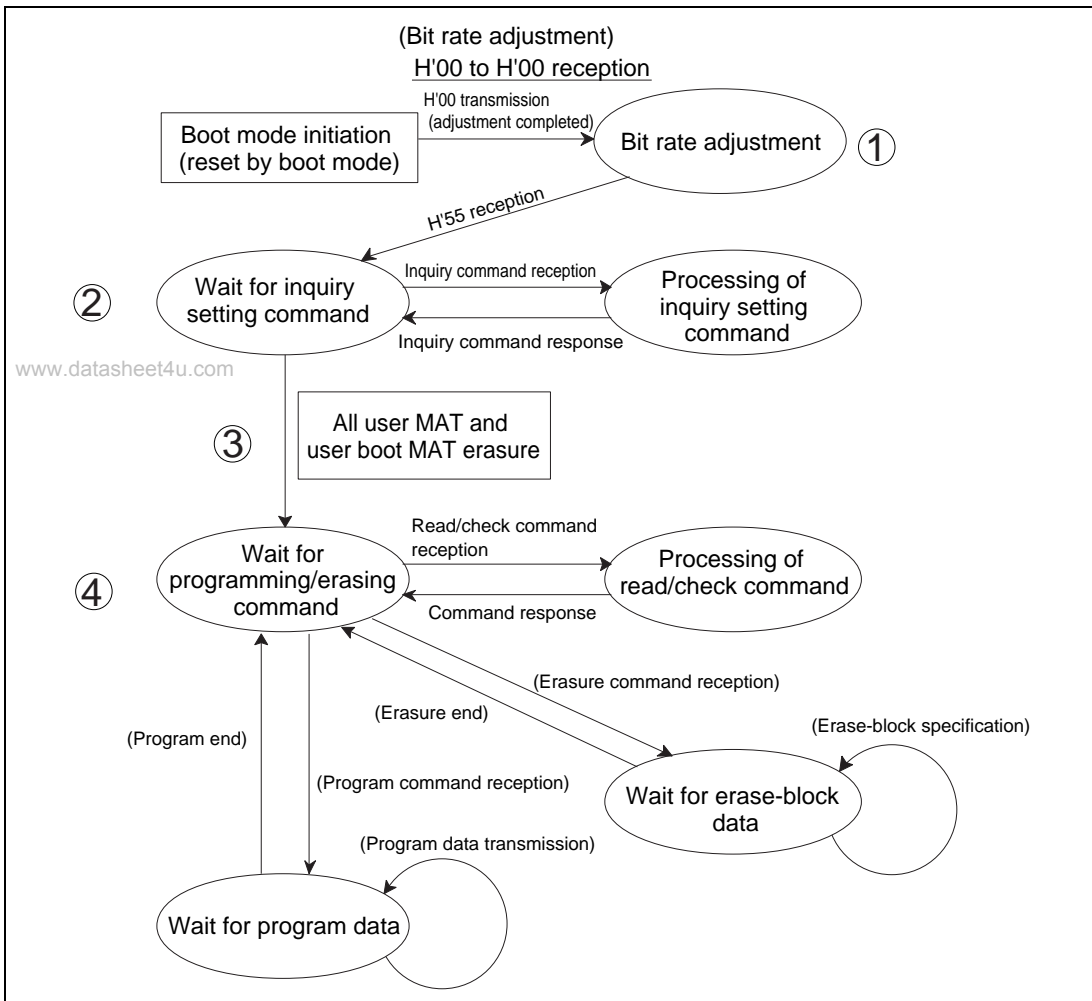 (Bit rate adjustment)
H'00 to H'00 reception
H'00 transmission
(adjustment completed)
Boot mode initiation
(reset by boot mode)
Bit rate adjustment
1
H'55 reception
2
Wait for inquiry
setting command
Inquiry command reception
Inquiry command response
Processing of
inquiry setting
command
www.datasheet4u.com
3
All user MAT and
user boot MAT erasure
4
Wait for
programming/erasing
command
Read/check command
reception
Command response
Processing of
read/check command
(Erasure command reception)
(Erasure end)
(Program end)
(Program command reception)
(Erase-block specification)
Wait for erase-block
data
(Program data transmission)
Wait for program data